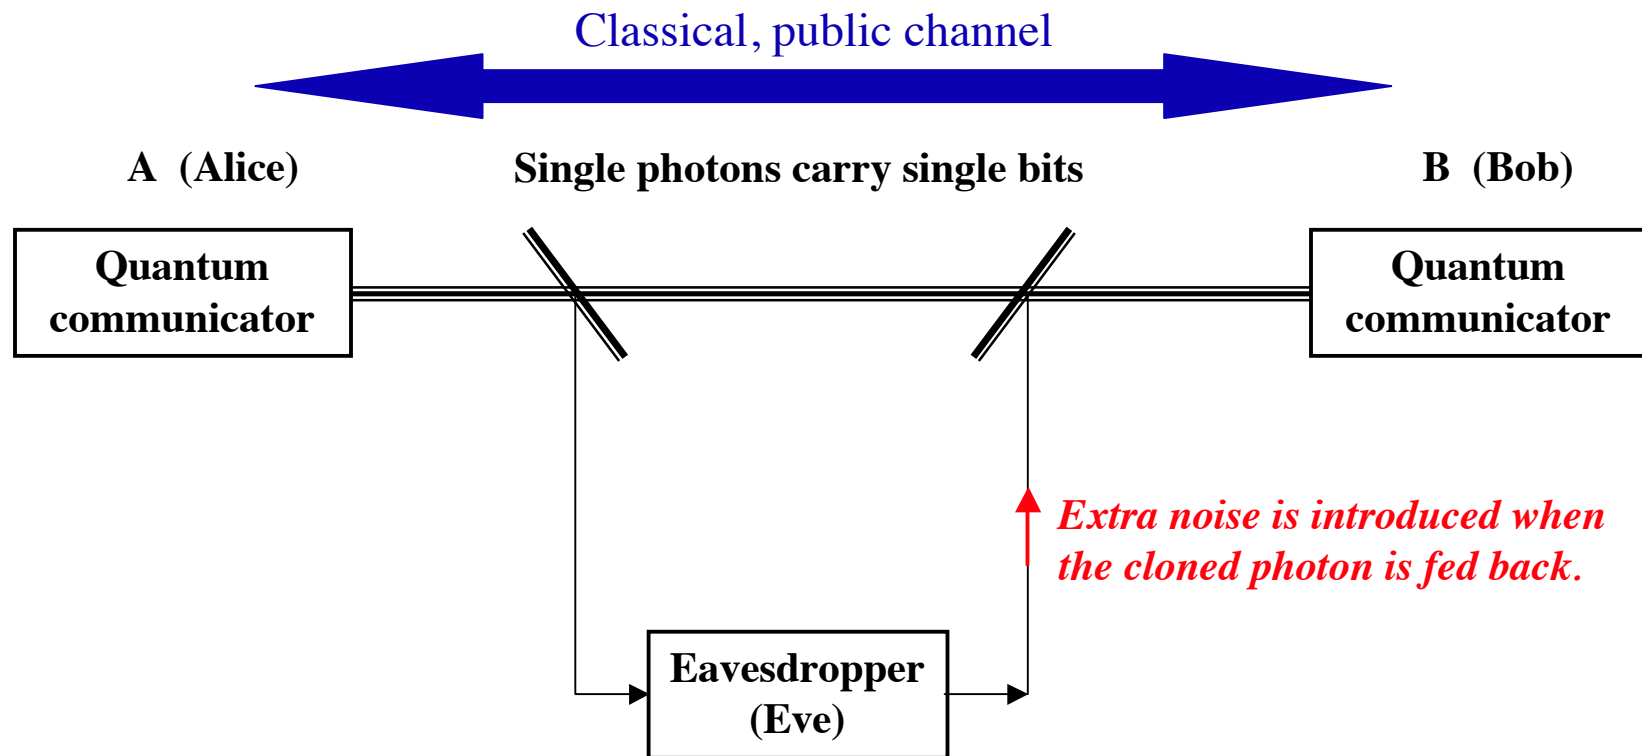 Classical, public channel
A (Alice)
Single photons carry single bits
B (Bob)
Quantum
communicator
Quantum
communicator
Extra noise is introduced when
the cloned photon is fed back.
Eavesdropper
(Eve)